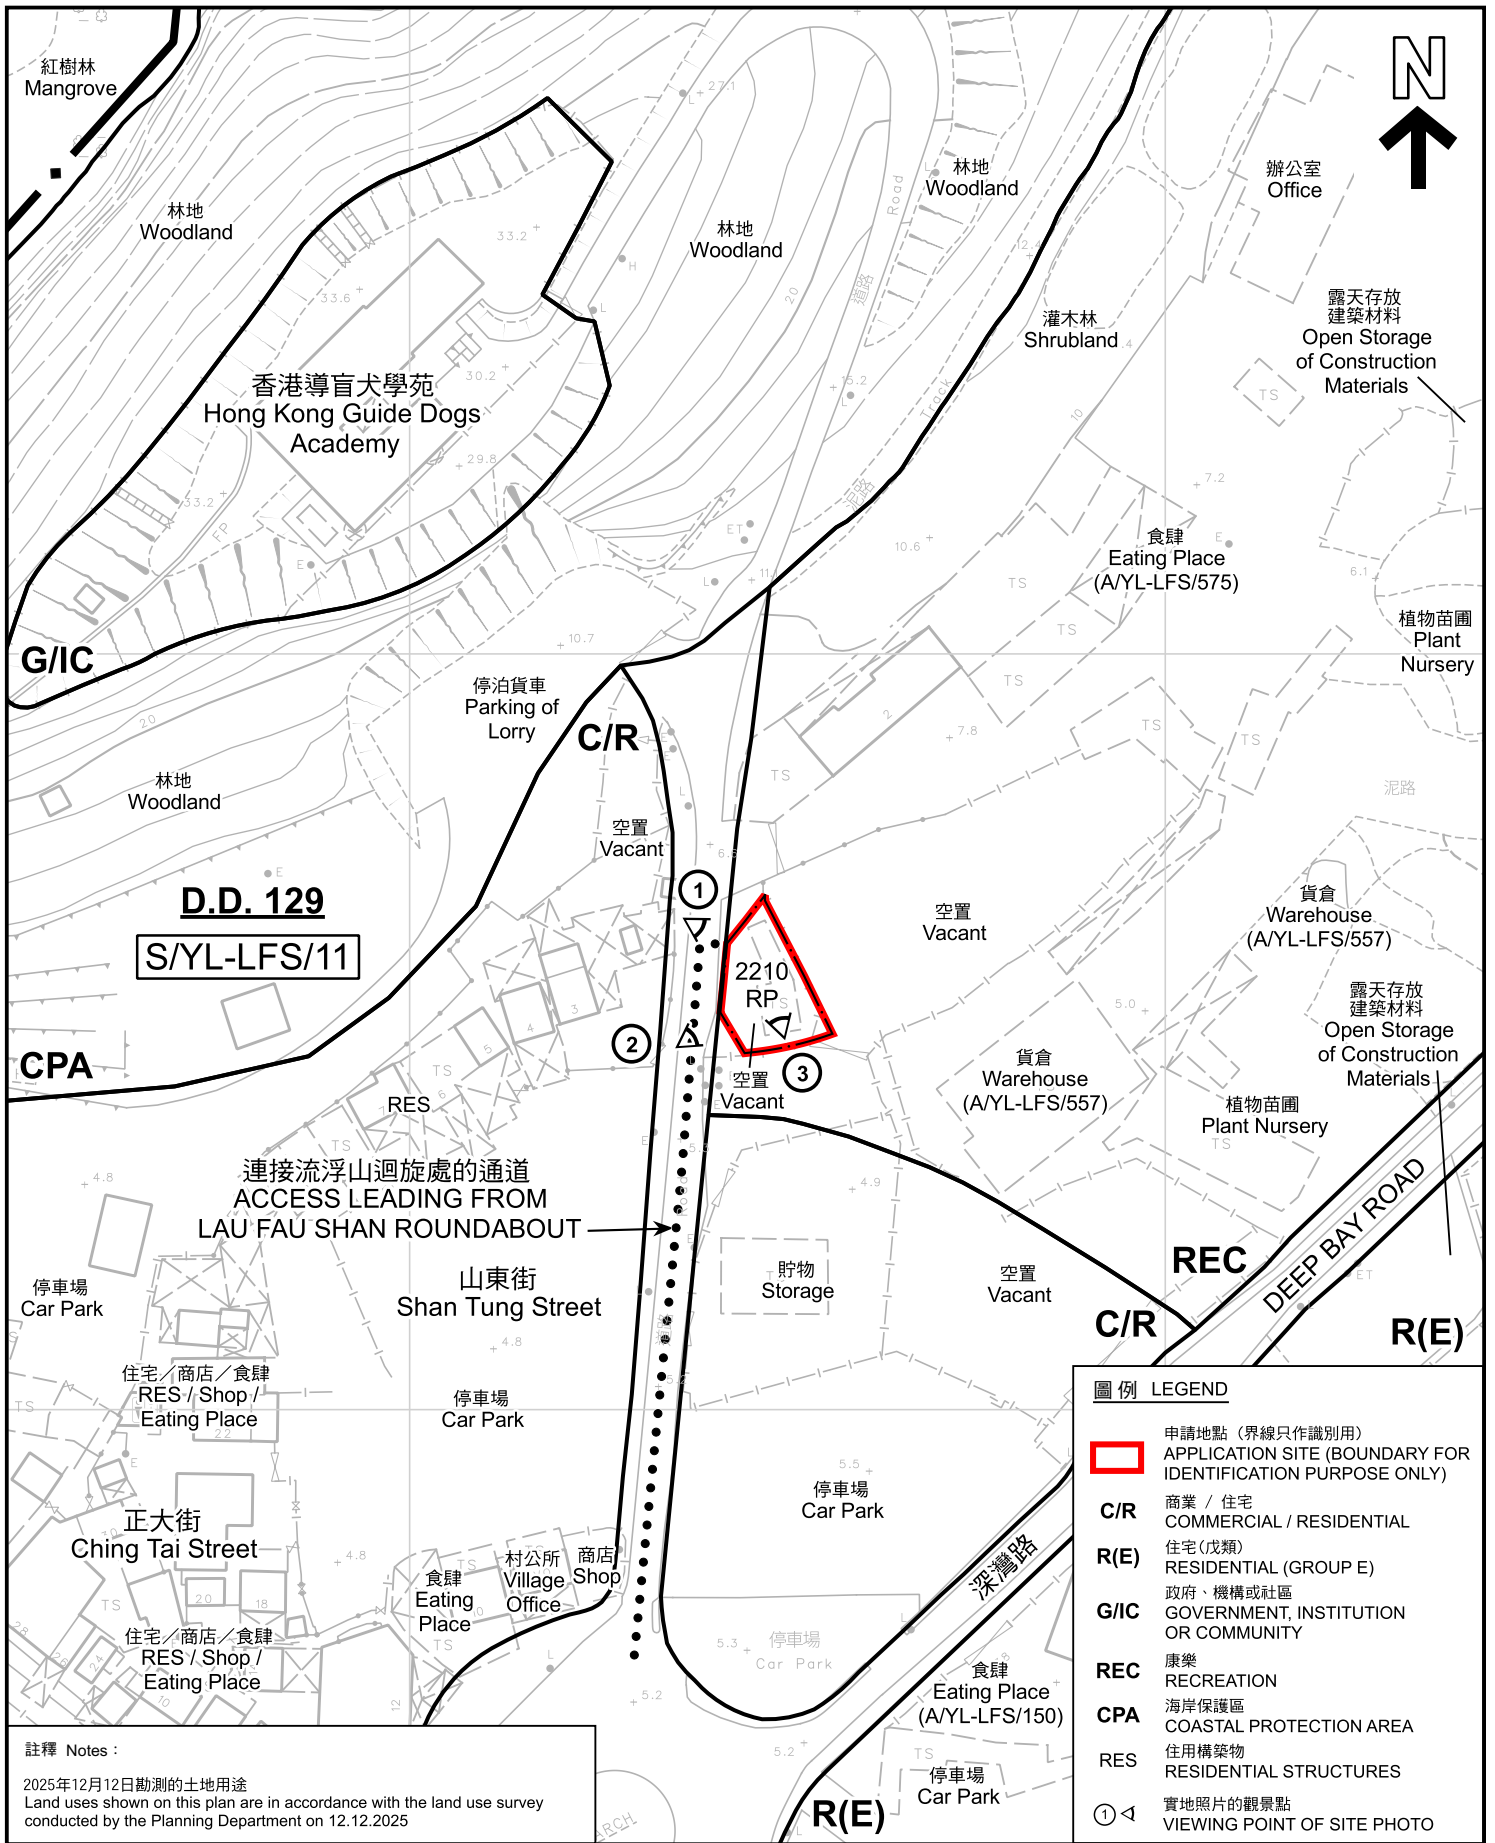 紅樹林
Mangrove
林地
Woodland
林地
Woodland
林地
Woodland
辦公室
Office
N
灌木林
Shrubland
露天存放
建築材料
Open Storage
of Construction
Materials
香港導盲犬學苑
Hong Kong Guide Dogs
Academy
食肆
Eating Place
(A/YL-LFS/575)
植物苗圃
Plant
Nursery
G/IC
停泊貨車
Parking of
Lorry
C/R
林地
Woodland
空置
Vacant
泥路
D.D. 129
S/YL-LFS/11
1
空置
Vacant
貨倉
Warehouse
(A/YL-LFS/557)
2210
RP
露天存放
建築材料
Open Storage
of Construction
Materials
2
3
CPA
空置
Vacant
貨倉
Warehouse
(A/YL-LFS/557)
植物苗圃
Plant Nursery
RES
連接流浮山迴旋處的通道
ACCESS LEADING FROM
LAU FAU SHAN ROUNDABOUT
山東街
Shan Tung Street
貯物
Storage
空置
Vacant
REC
DEEP BAY ROAD
C/R
R(E)
停車場
Car Park
住宅／商店／食肆
RES / Shop /
Eating Place
停車場
Car Park
停車場
Car Park
正大街
Ching Tai Street
食肆
Eating
Place
村公所
Village
Office
商店
Shop
深灣路
住宅／商店／食肆
RES / Shop /
Eating Place
停車場
Car Park
食肆
Eating Place
(A/YL-LFS/150)
停車場
Car Park
R(E)
註釋 Notes：
2025年12月12日勘測的土地用途
Land uses shown on this plan are in accordance with the land use survey
conducted by the Planning Department on 12.12.2025
圖例 LEGEND
申請地點（界線只作識別用）
APPLICATION SITE (BOUNDARY FOR
IDENTIFICATION PURPOSE ONLY)
C/R 商業 / 住宅
COMMERCIAL / RESIDENTIAL
R(E) 住宅(戊類)
RESIDENTIAL (GROUP E)
G/IC 政府、機構或社區
GOVERNMENT, INSTITUTION
OR COMMUNITY
REC 康樂
RECREATION
CPA 海岸保護區
COASTAL PROTECTION AREA
RES 住用構築物
RESIDENTIAL STRUCTURES
1 實地照片的觀景點
VIEWING POINT OF SITE PHOTO